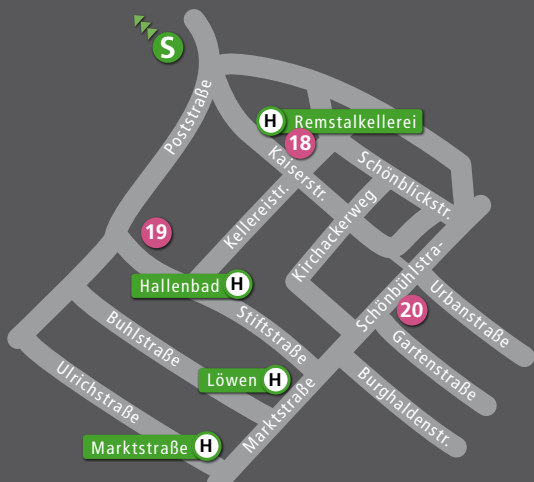 S
Poststraße
H Remstalkellerei
18
Kaiserstr.
Schönblickstr.
Kellereistr.
Kirchackerweg
19
Hallenbad H
Schönbühlstra-
Urbanstraße
20
Stiftstraße
Buhlstraße
Gartenstraße
Löwen H
Ulrichstraße
Marktstraße
Burghaldenstr.
Marktstraße H